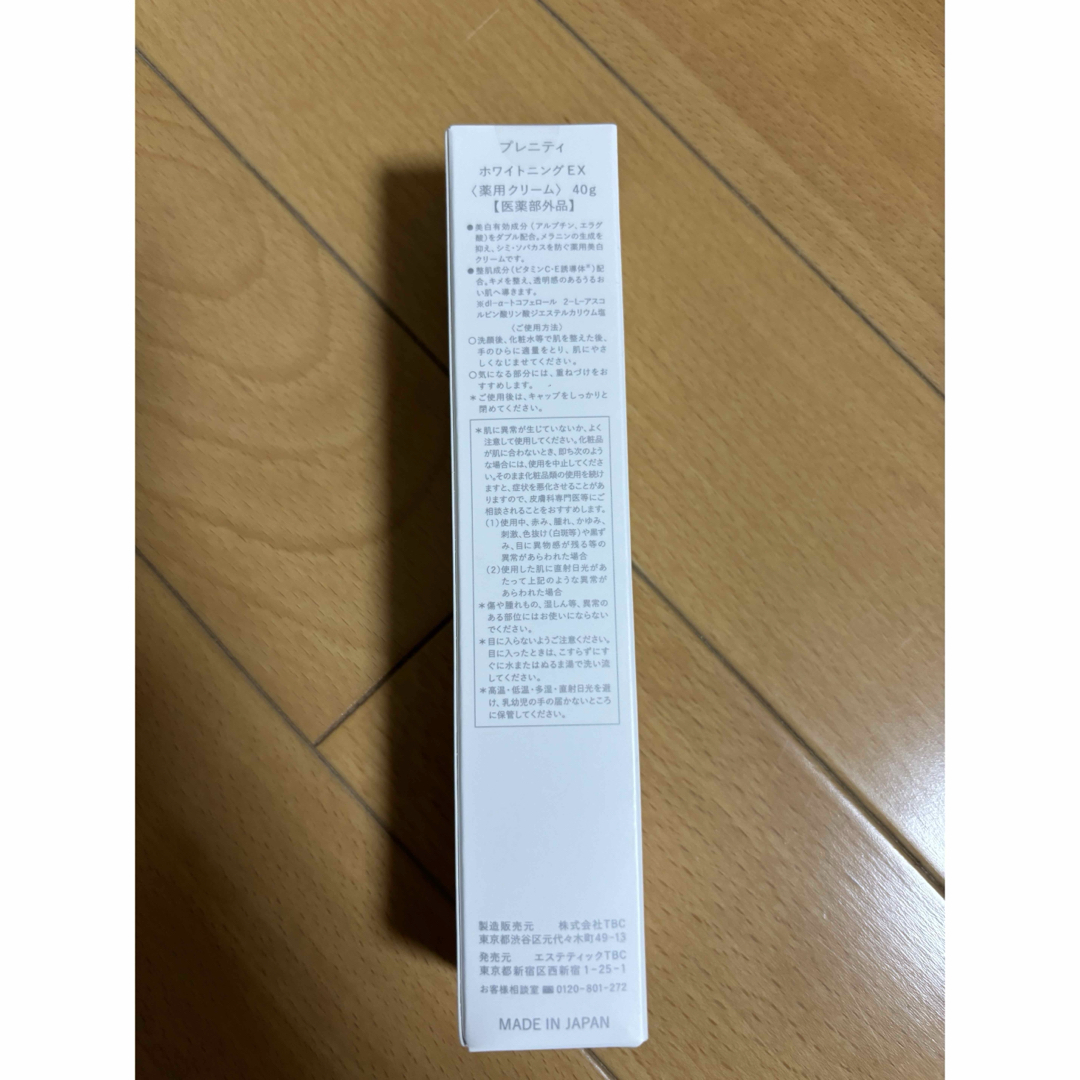 プレニティ
ホワイトニングEX
〈薬用クリーム〉 40g
【医薬部外品】
●美白有効成分(アルブチン、エラグ
酸)をダブル配合。メラニンの生成を
抑え、シミ・ソバカスを防ぐ薬用美白
クリームです。
●整肌成分(ビタミンC・E誘導体※)配
合。キメを整え、透明感のあるうるお
い肌へ導きます。
※dl-α-トコフェロール 2-L-アスコ
ルビン酸リン酸ジエステルカリウム塩
〈ご使用方法〉
○洗顔後、化粧水等で肌を整えた後、
手のひらに適量をとり、肌にやさ
しくなじませてください。
○気になる部分には、重ねづけをお
すすめします。
＊ご使用後は、キャップをしっかりと
閉めてください。
＊肌に異常が生じていないか、よく
注意して使用してください。化粧品
が肌に合わないとき、即ち次のよう
な場合には、使用を中止してくださ
い。そのまま化粧品類の使用を続け
ますと、症状を悪化させることがあ
りますので、皮膚科専門医等にご
相談されることをおすすめします。
(1)使用中、赤み、腫れ、かゆみ、
刺激、色抜け(白斑等)や黒ず
み、目に異物感が残る等の
異常があらわれた場合
(2)使用した肌に直射日光があ
たって上記のような異常が
あらわれた場合
＊傷や腫れもの、湿しん等、異常の
ある部位にはお使いにならない
でください。
＊目に入らないようご注意ください。
目に入ったときは、こすらずにす
ぐに水またはぬるま湯で洗い流
してください。
＊高温・低温・多湿・直射日光を避
け、乳幼児の手の届かないところ
に保管してください。
製造販売元 株式会社TBC
東京都渋谷区元代々木町49-13
発売元 エステティックTBC
東京都新宿区西新宿1-25-1
お客様相談室 0120-801-272
MADE IN JAPAN